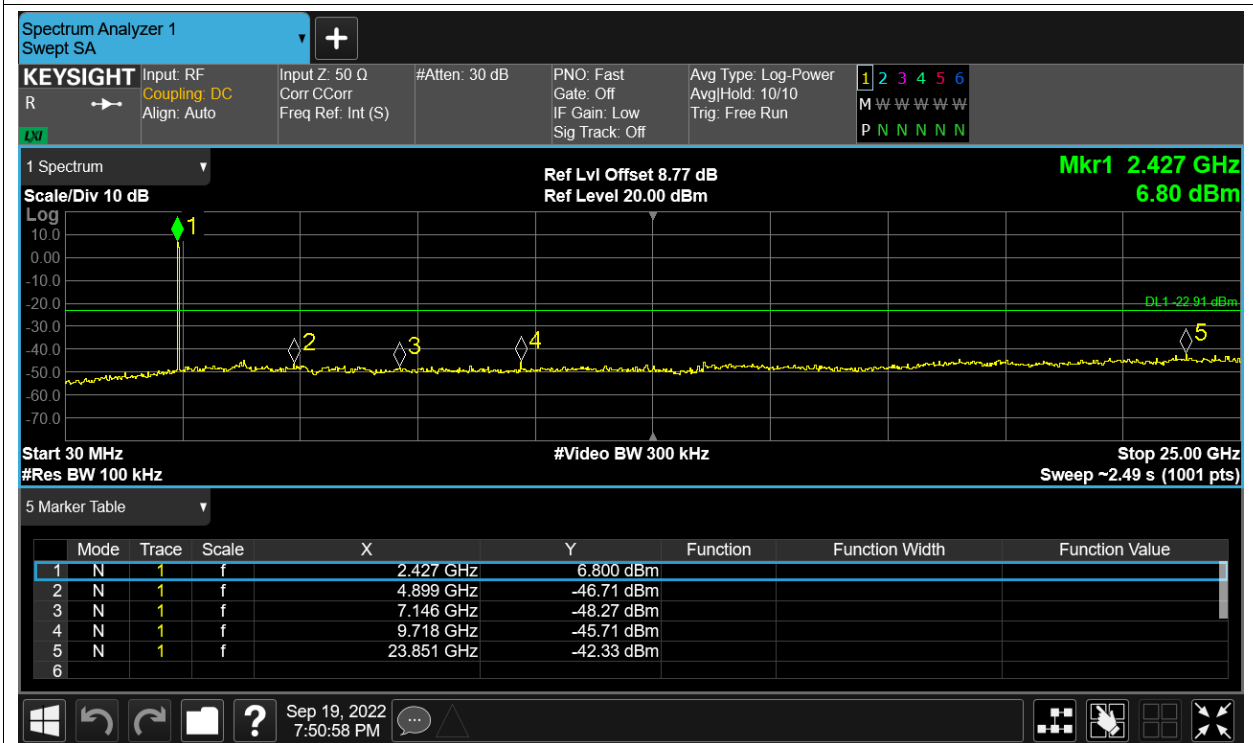 Spectrum Analyzer 1
Swept SA
KEYSIGHT Input: RF Input Z: 50 Ω #Atten: 30 dB PNO: Fast Avg Type: Log-Power 1 2 3 4 5 6
R Coupling: DC Corr CCorr Gate: Off Avg|Hold: 10/10 M W W W W W
Align: Auto Freq Ref: Int (S) IF Gain: Low Trig: Free Run
LXI Sig Track: Off P N N N N N
1 Spectrum Ref Lvl Offset 8.77 dB Mkr1 2.427 GHz
Scale/Div 10 dB Ref Level 20.00 dBm 6.80 dBm
Log
1
10.0
0.00
-10.0
-20.0 DL1 -22.91 dBm
-30.0
2 3 4 5
-40.0
-50.0
-60.0
-70.0
Start 30 MHz #Video BW 300 kHz Stop 25.00 GHz
#Res BW 100 kHz Sweep ~2.49 s (1001 pts)
5 Marker Table
Mode Trace Scale X Y Function Function Width Function Value
1 N 1 f 2.427 GHz 6.800 dBm
2 N 1 f 4.899 GHz -46.71 dBm
3 N 1 f 7.146 GHz -48.27 dBm
4 N 1 f 9.718 GHz -45.71 dBm
5 N 1 f 23.851 GHz -42.33 dBm
6
? Sep 19, 2022
7:50:58 PM